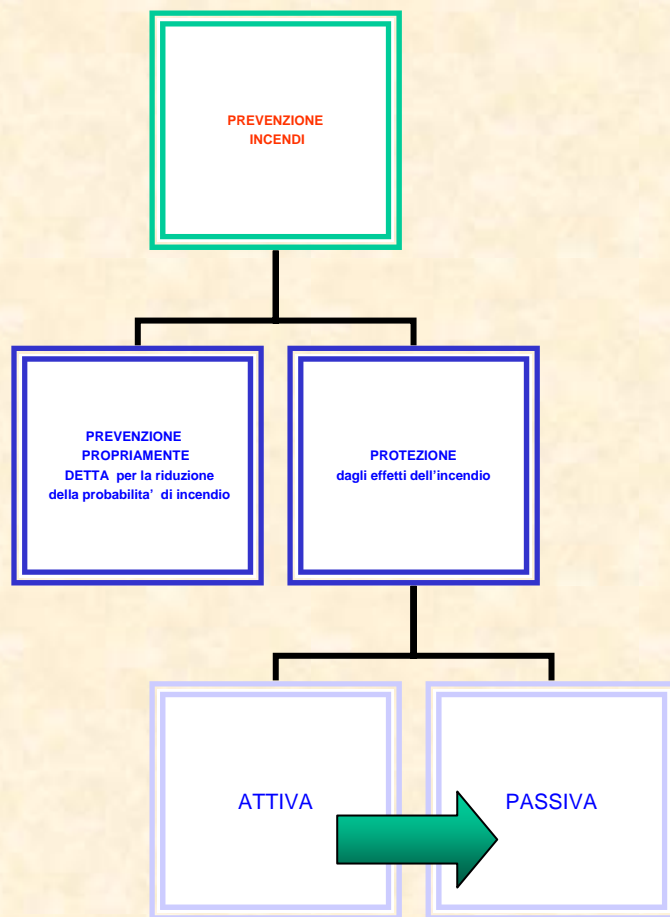 PREVENZIONE
INCENDI
PREVENZIONE
PROPRIAMENTE
DETTA per la riduzione
della probabilita' di incendio
PROTEZIONE
dagli effetti dell'incendio
ATTIVA
PASSIVA